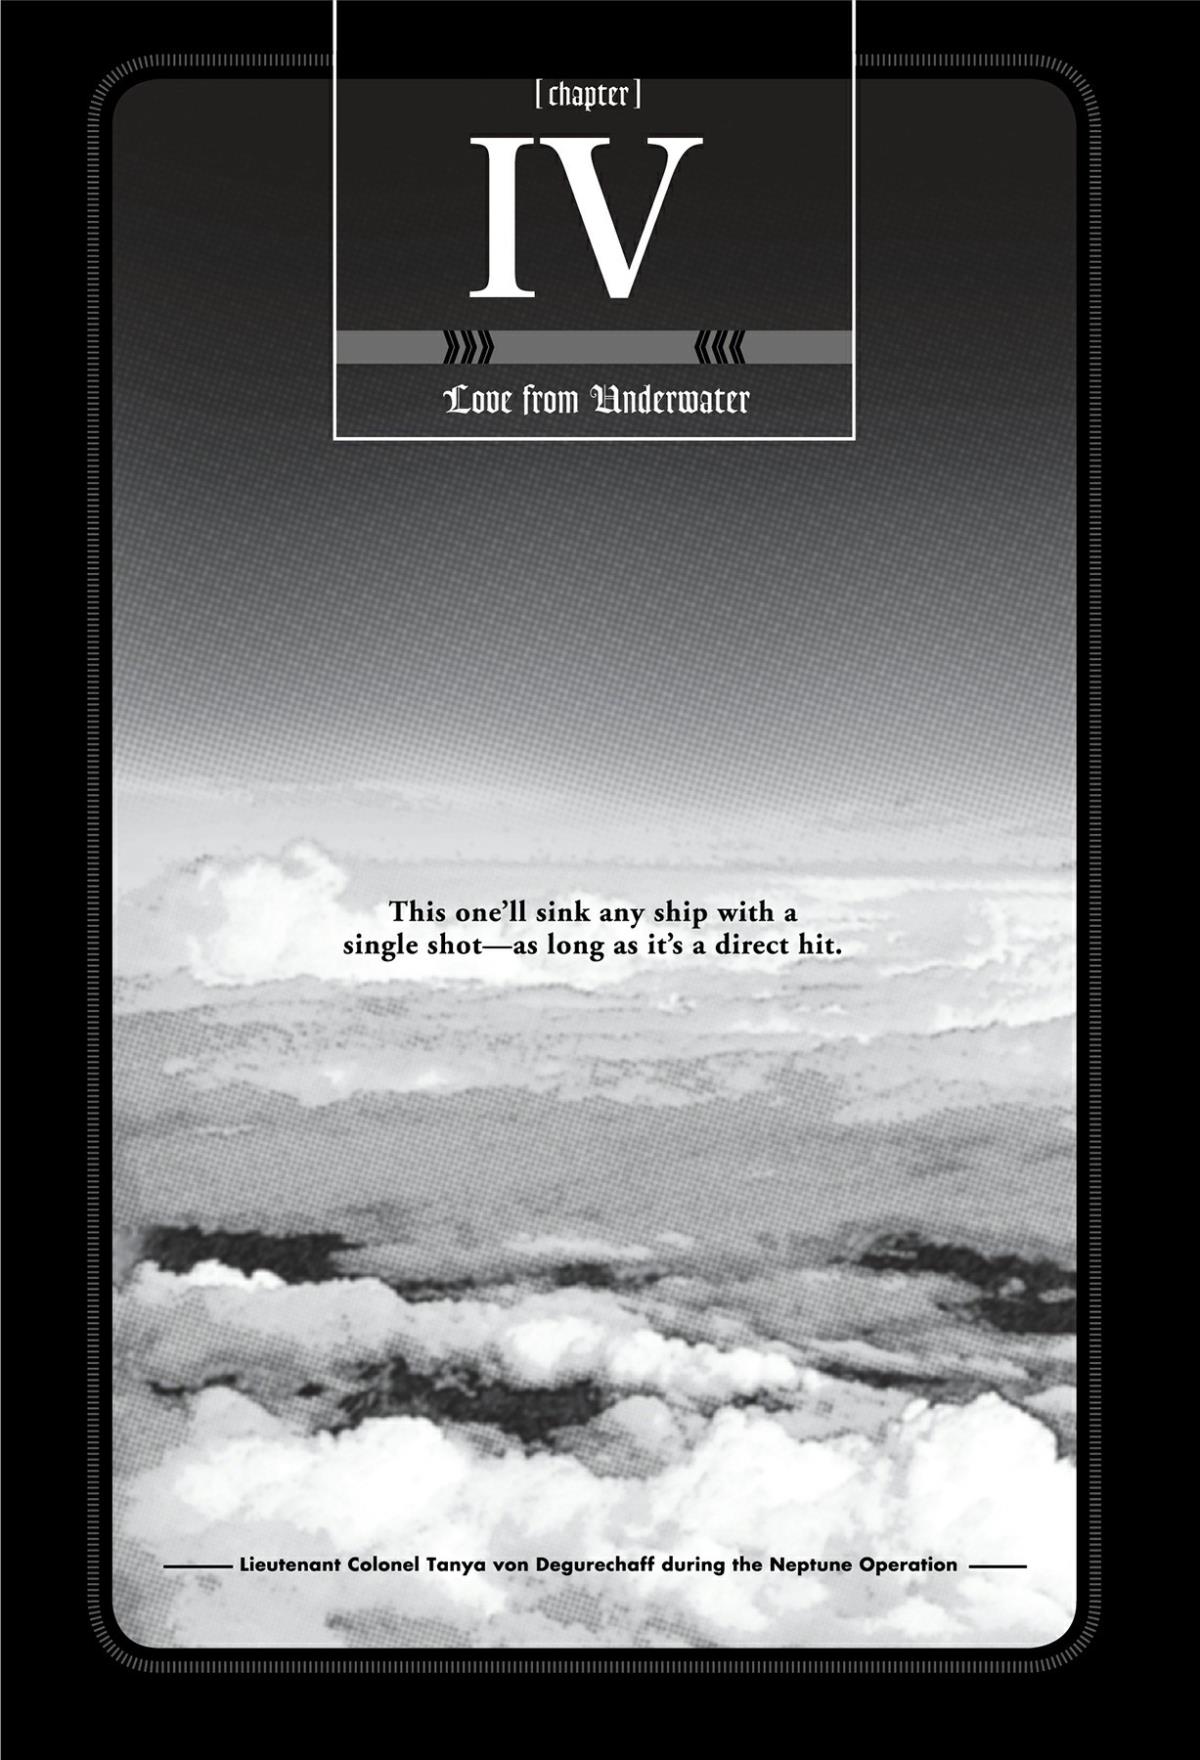 [chapter]
IV
Love from Underwater
This one’ll sink any ship with a
single shot—as long as it’s a direct hit.
Lieutenant Colonel Tanya von Degurechaff during the Neptune Operation